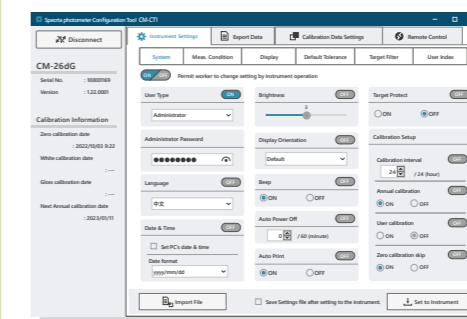 Spectra photometer Configuration Tool CM-CT1
Disconnect
CM-26dG
Serial No. : 10800169
Version : 1.22.0001
Calibration Information
Zero calibration date
: 2022/10/03 9:22
White calibration date
: ---
Gloss calibration date
: ---
Next Annual calibration date
: 2023/01/11
Instrument Settings
Export Data
Calibration Data Settings
Remote Control
System
Meas. Condition
Display
Default Tolerance
Target Filter
User Index
ON OFF Permit worker to change setting by instrument operation
User Type ON
Administrator
Administrator Password
Language OFF
中文
Date & Time OFF
Set PC's date & time
Date format
yyyy/mm/dd
Brightness OFF
3
Display Orientation OFF
Default
Beep OFF
ON OFF
Auto Power Off OFF
0 / 60 (minute)
Auto Print OFF
ON OFF
Target Protect OFF
ON OFF
Calibration Setup
Calibration interval OFF
24 / 24 (hour)
Annual calibration OFF
ON OFF
User calibration OFF
ON OFF
Zero calibration skip OFF
ON OFF
Import File
Save Settings file after setting to the instrument.
Set to Instrument